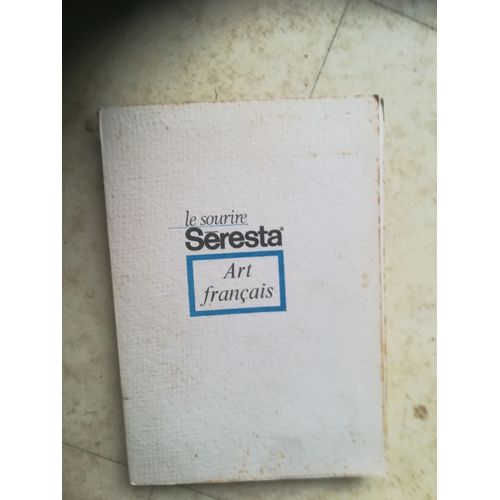 le sourire
Seresta®
Art
français